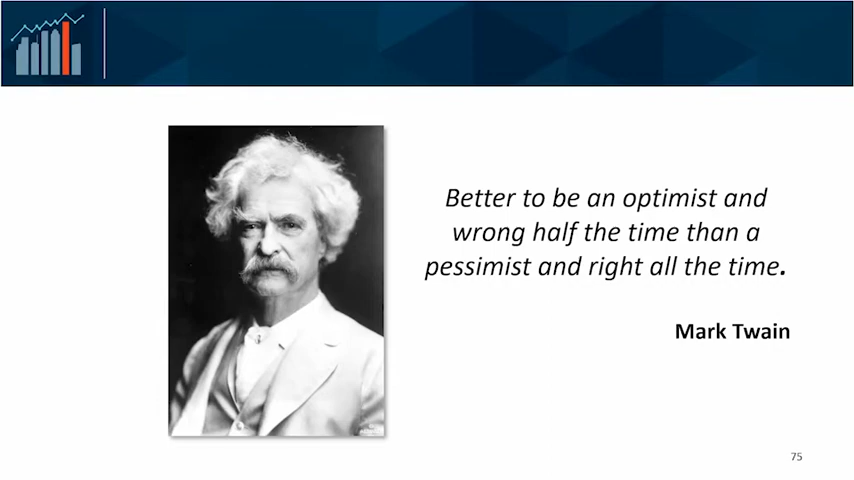 Better to be an optimist and
wrong half the time than a
pessimist and right all the time.
Mark Twain
75